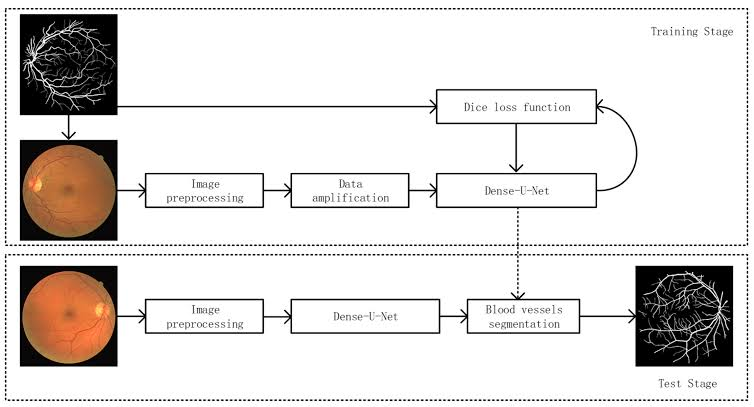 Training Stage
Dice loss function
Image
preprocessing
Data
amplification
Dense-U-Net
Image
preprocessing
Dense-U-Net
Blood vessels
segmentation
Test Stage